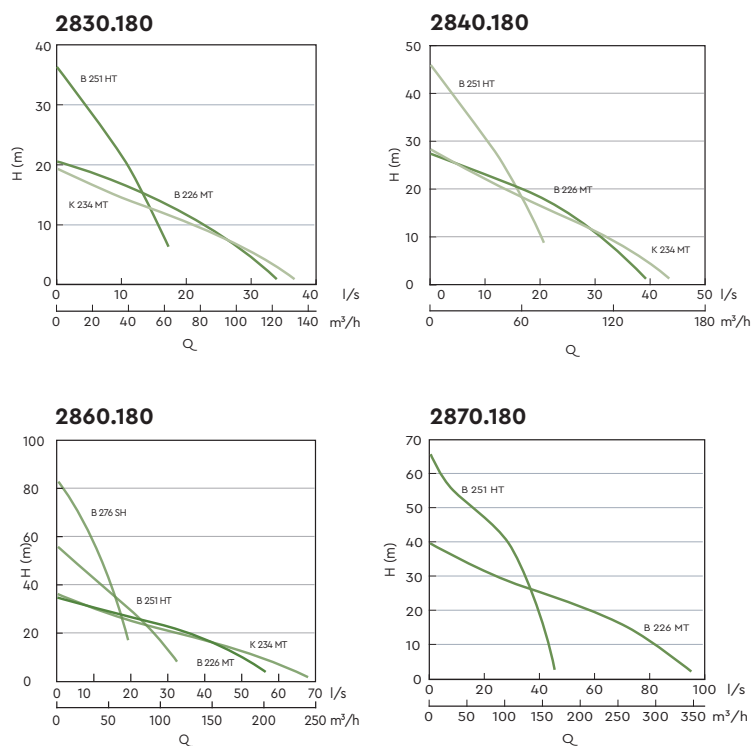 2830.180
40
30
20
10
0
H (m)
B 251 HT
B 226 MT
K 234 MT
0 10 20 30 40 l/s
0 20 40 60 80 100 120 140 m³/h
Q
2840.180
50
40
30
20
10
0
H (m)
B 251 HT
B 226 MT
K 234 MT
0 10 20 30 40 50 l/s
0 60 120 180 m³/h
Q
2860.180
100
80
60
40
20
0
H (m)
B 276 SH
B 251 HT
K 234 MT
B 226 MT
0 10 20 30 40 50 60 70 l/s
0 50 100 150 200 250 m³/h
Q
2870.180
70
60
50
40
30
20
10
0
H (m)
B 251 HT
B 226 MT
0 20 40 60 80 100 l/s
0 50 100 150 200 250 300 350 m³/h
Q